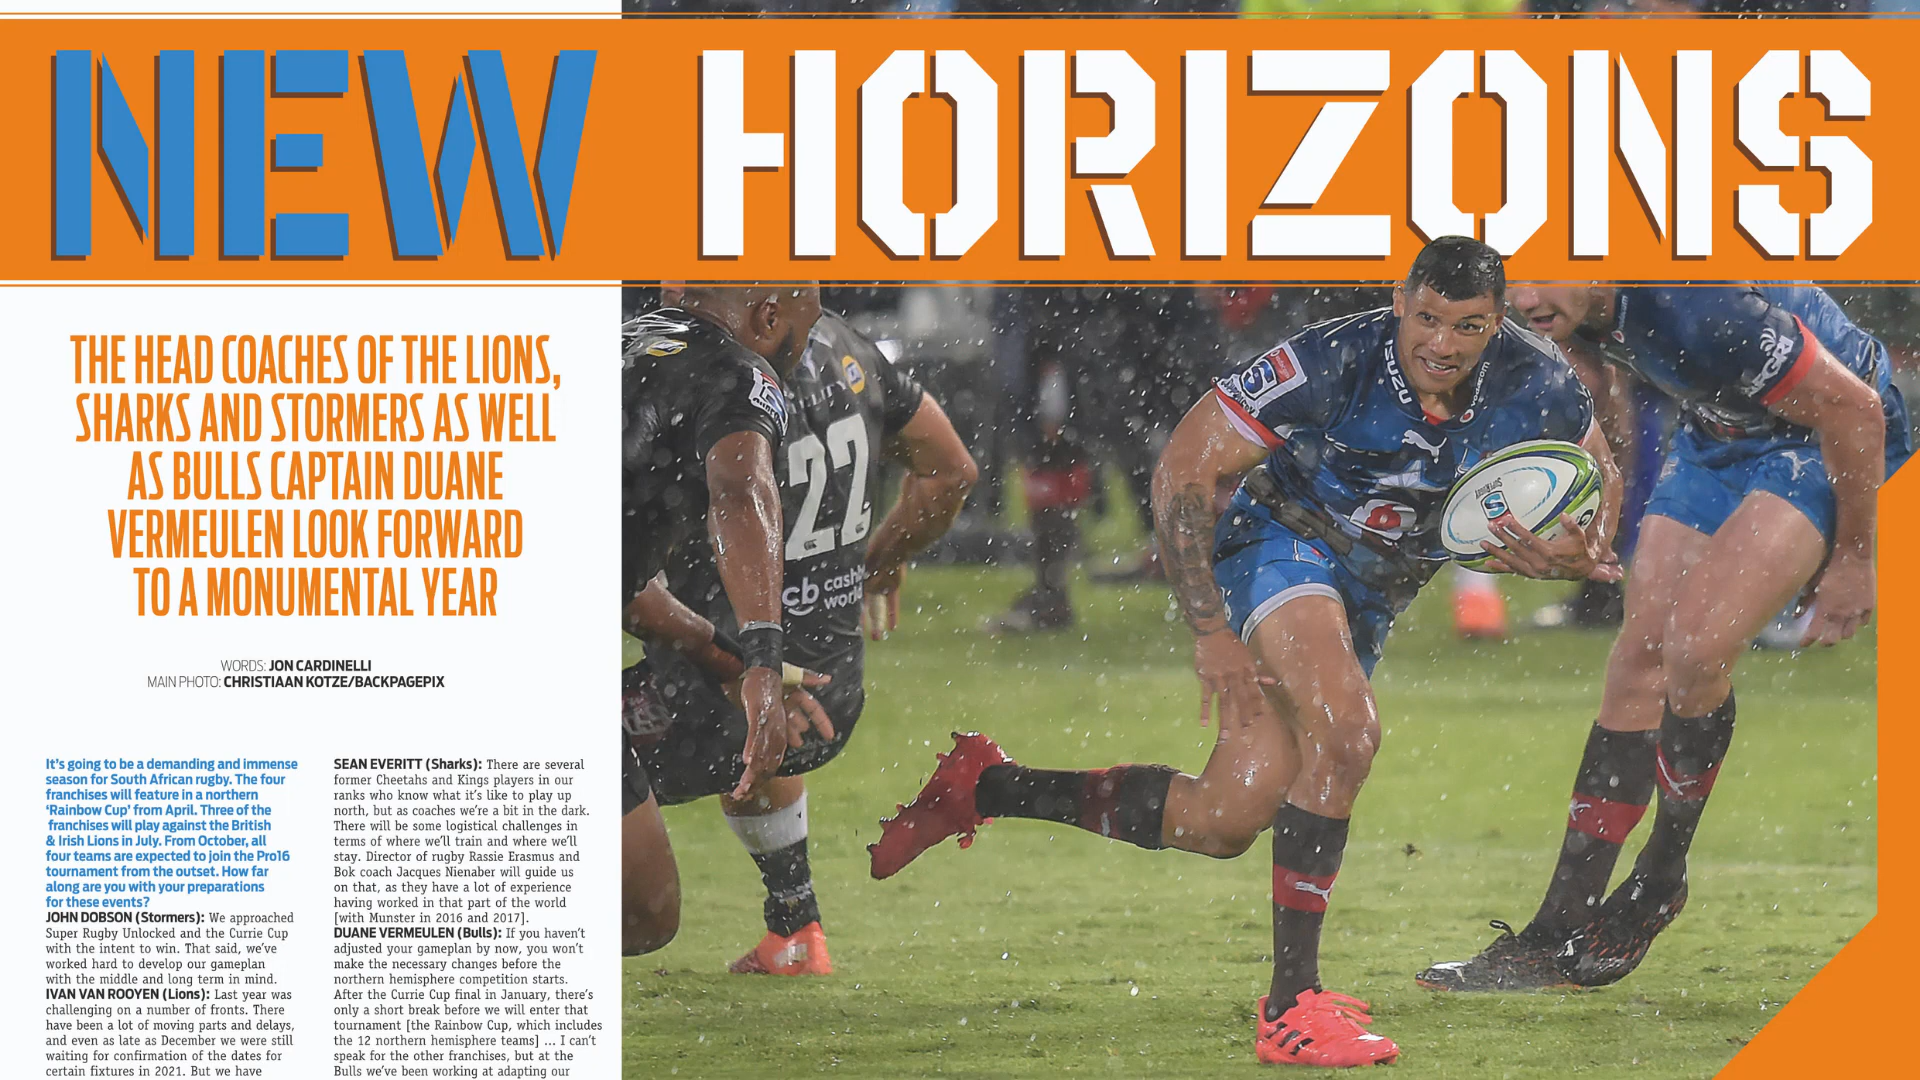 NEW HORIZONS
THE HEAD COACHES OF THE LIONS,
SHARKS AND STORMERS AS WELL
AS BULLS CAPTAIN DUANE
VERMEULEN LOOK FORWARD
TO A MONUMENTAL YEAR
WORDS: JON CARDINELLI
MAIN PHOTO: CHRISTIAAN KOTZE/BACKPAGEPIX
It's going to be a demanding and immense
season for South African rugby. The four
franchises will feature in a northern
‘Rainbow Cup’ from April. Three of the
franchises will play against the British
& Irish Lions in July. From October, all
four teams are expected to join the Pro16
tournament from the outset. How far
along are you with your preparations
for these events?
JOHN DOBSON (Stormers): We approached
Super Rugby Unlocked and the Currie Cup
with the intent to win. That said, we’ve
worked hard to develop our gameplan
with the middle and long term in mind.
IVAN VAN ROOYEN (Lions): Last year was
challenging on a number of fronts. There
have been a lot of moving parts and delays,
and even as late as December we were still
waiting for confirmation of the dates for
certain fixtures in 2021. But we have
SEAN EVERITT (Sharks): There are several
former Cheetahs and Kings players in our
ranks who know what it’s like to play up
north, but as coaches we’re a bit in the dark.
There will be some logistical challenges in
terms of where we’ll train and where we’ll
stay. Director of rugby Rassie Erasmus and
Bok coach Jacques Nienaber will guide us
on that, as they have a lot of experience
having worked in that part of the world
[with Munster in 2016 and 2017].
DUANE VERMEULEN (Bulls): If you haven’t
adjusted your gameplan by now, you won’t
make the necessary changes before the
northern hemisphere competition starts.
After the Currie Cup final in January, there’s
only a short break before we will enter that
tournament [the Rainbow Cup, which includes
the 12 northern hemisphere teams] ... I can’t
speak for the other franchises, but at the
Bulls we’ve been working at adapting our
22
cb cash
world
ISUZU
vodacom
SUPERRUGBY